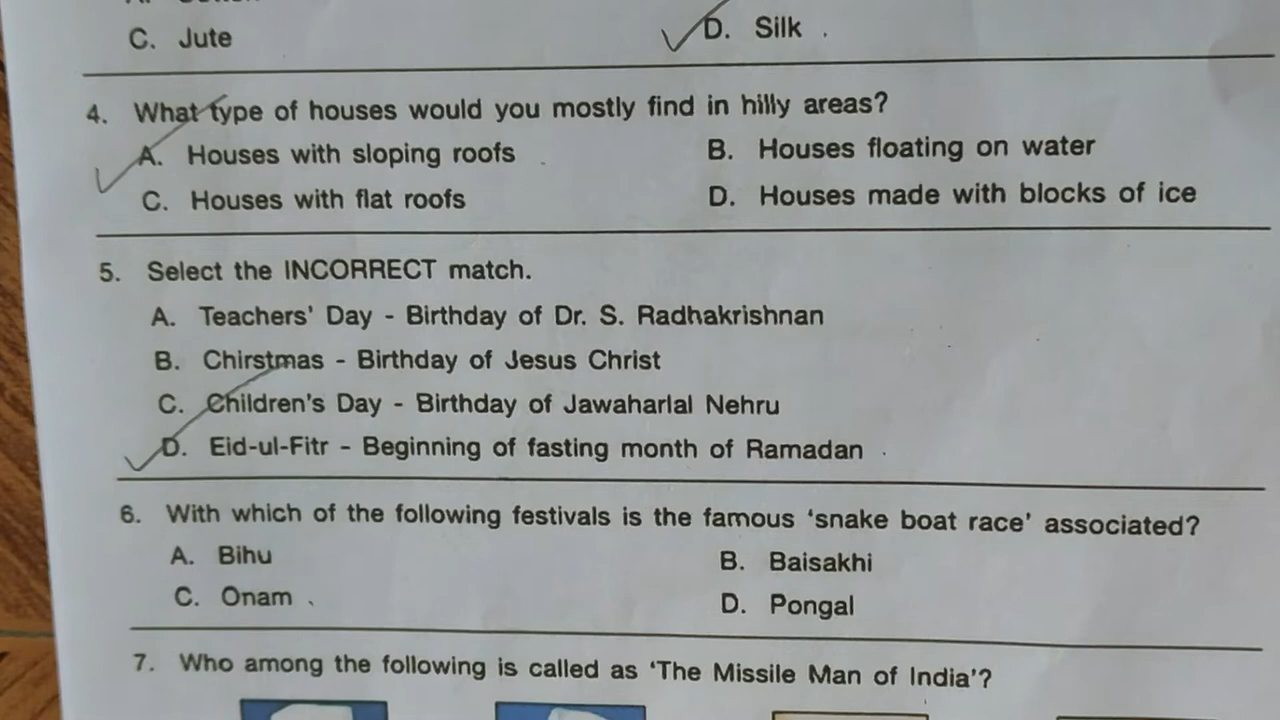 C. Jute D. Silk .
4. What type of houses would you mostly find in hilly areas?
A. Houses with sloping roofs B. Houses floating on water
C. Houses with flat roofs D. Houses made with blocks of ice
5. Select the INCORRECT match.
A. Teachers' Day - Birthday of Dr. S. Radhakrishnan
B. Chirstmas - Birthday of Jesus Christ
C. Children's Day - Birthday of Jawaharlal Nehru
D. Eid-ul-Fitr - Beginning of fasting month of Ramadan
6. With which of the following festivals is the famous 'snake boat race' associated?
A. Bihu B. Baisakhi
C. Onam D. Pongal
7. Who among the following is called as 'The Missile Man of India'?